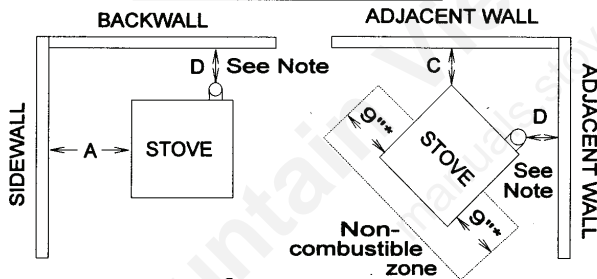 BACKWALL
D See Note
SIDEWALL
A
STOVE
ADJACENT WALL
C
9"*
STOVE
D
See
Note
9"*
Non-
combustible
zone
ADJACENT WALL